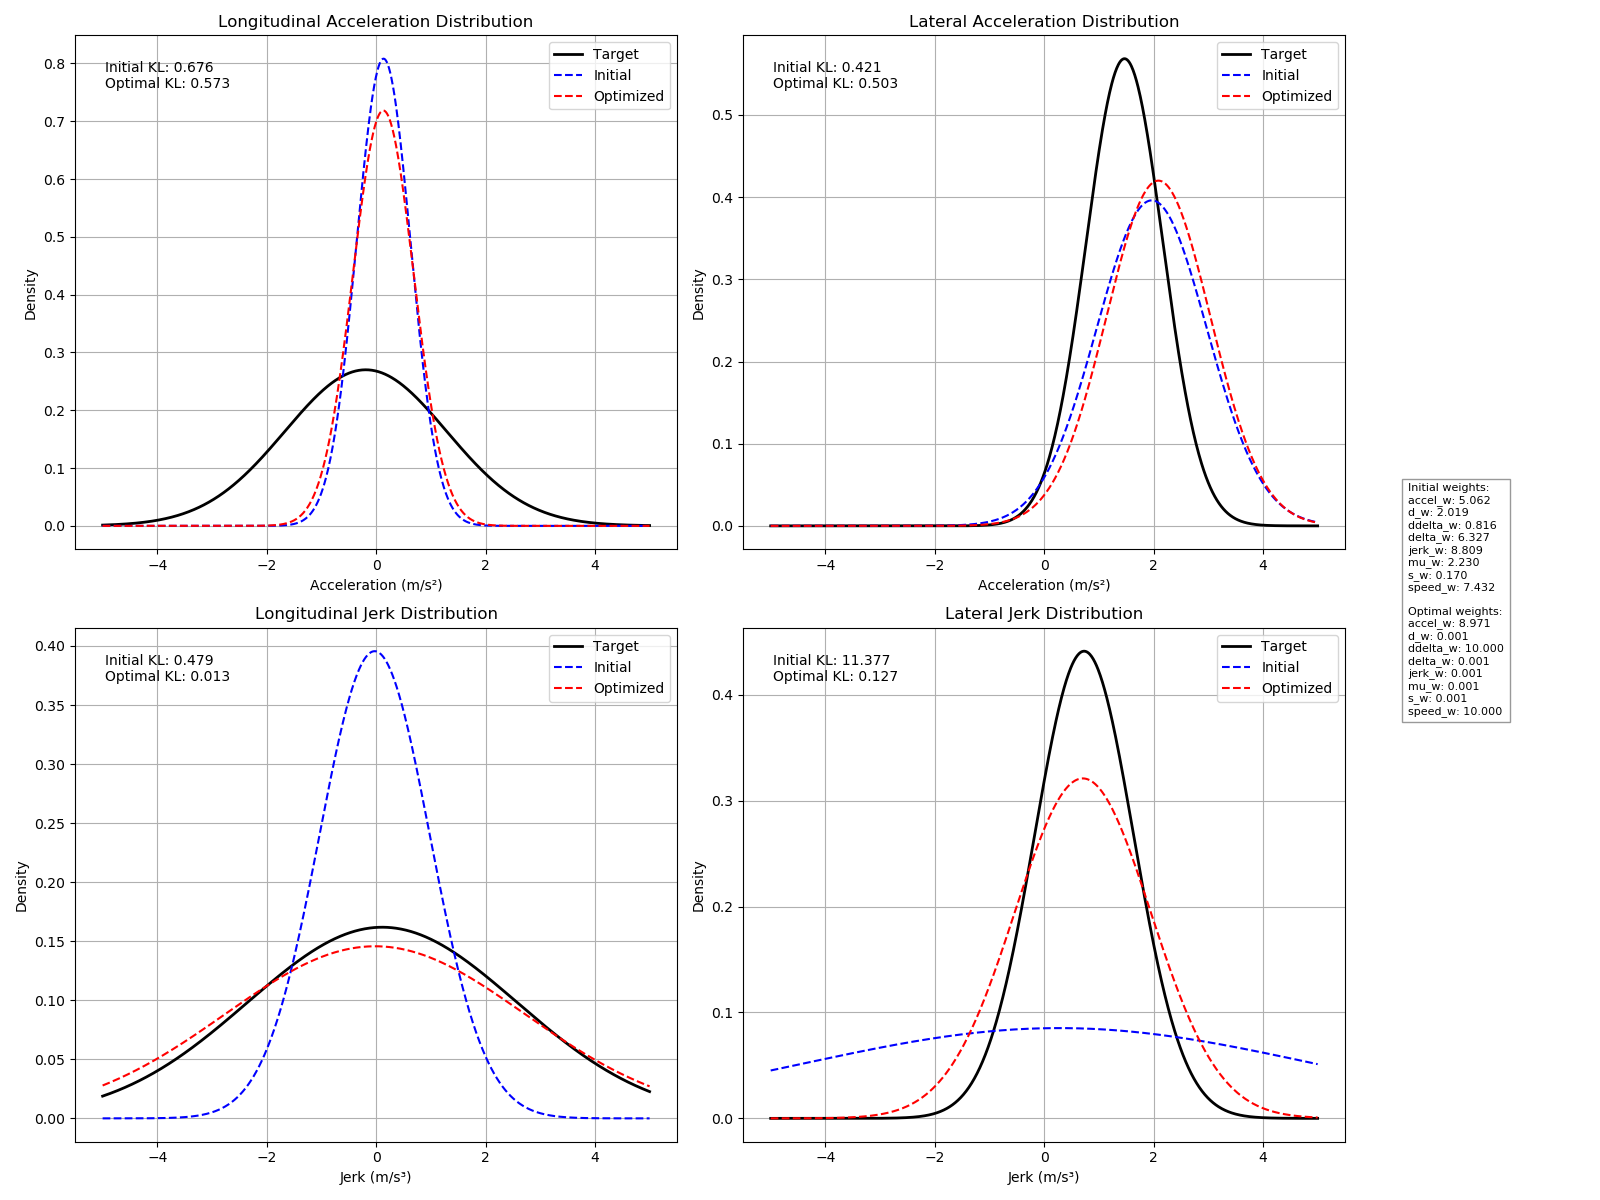 Longitudinal Acceleration Distribution
Initial KL: 0.676
Optimal KL: 0.573
Target
Initial
Optimized
0.8
0.7
0.6
0.5
0.4
0.3
0.2
0.1
0.0
Density
−4 −2 0 2 4
Acceleration (m/s²)
Lateral Acceleration Distribution
Initial KL: 0.421
Optimal KL: 0.503
Target
Initial
Optimized
0.5
0.4
0.3
0.2
0.1
0.0
Density
−4 −2 0 2 4
Acceleration (m/s²)
Longitudinal Jerk Distribution
Initial KL: 0.479
Optimal KL: 0.013
Target
Initial
Optimized
0.40
0.35
0.30
0.25
0.20
0.15
0.10
0.05
0.00
Density
−4 −2 0 2 4
Jerk (m/s³)
Lateral Jerk Distribution
Initial KL: 11.377
Optimal KL: 0.127
Target
Initial
Optimized
0.4
0.3
0.2
0.1
0.0
Density
−4 −2 0 2 4
Jerk (m/s³)
Initial weights:
accel_w: 5.062
d_w: 2.019
ddelta_w: 0.816
delta_w: 6.327
jerk_w: 8.809
mu_w: 2.230
s_w: 0.170
speed_w: 7.432
Optimal weights:
accel_w: 8.971
d_w: 0.001
ddelta_w: 10.000
delta_w: 0.001
jerk_w: 0.001
mu_w: 0.001
s_w: 0.001
speed_w: 10.000